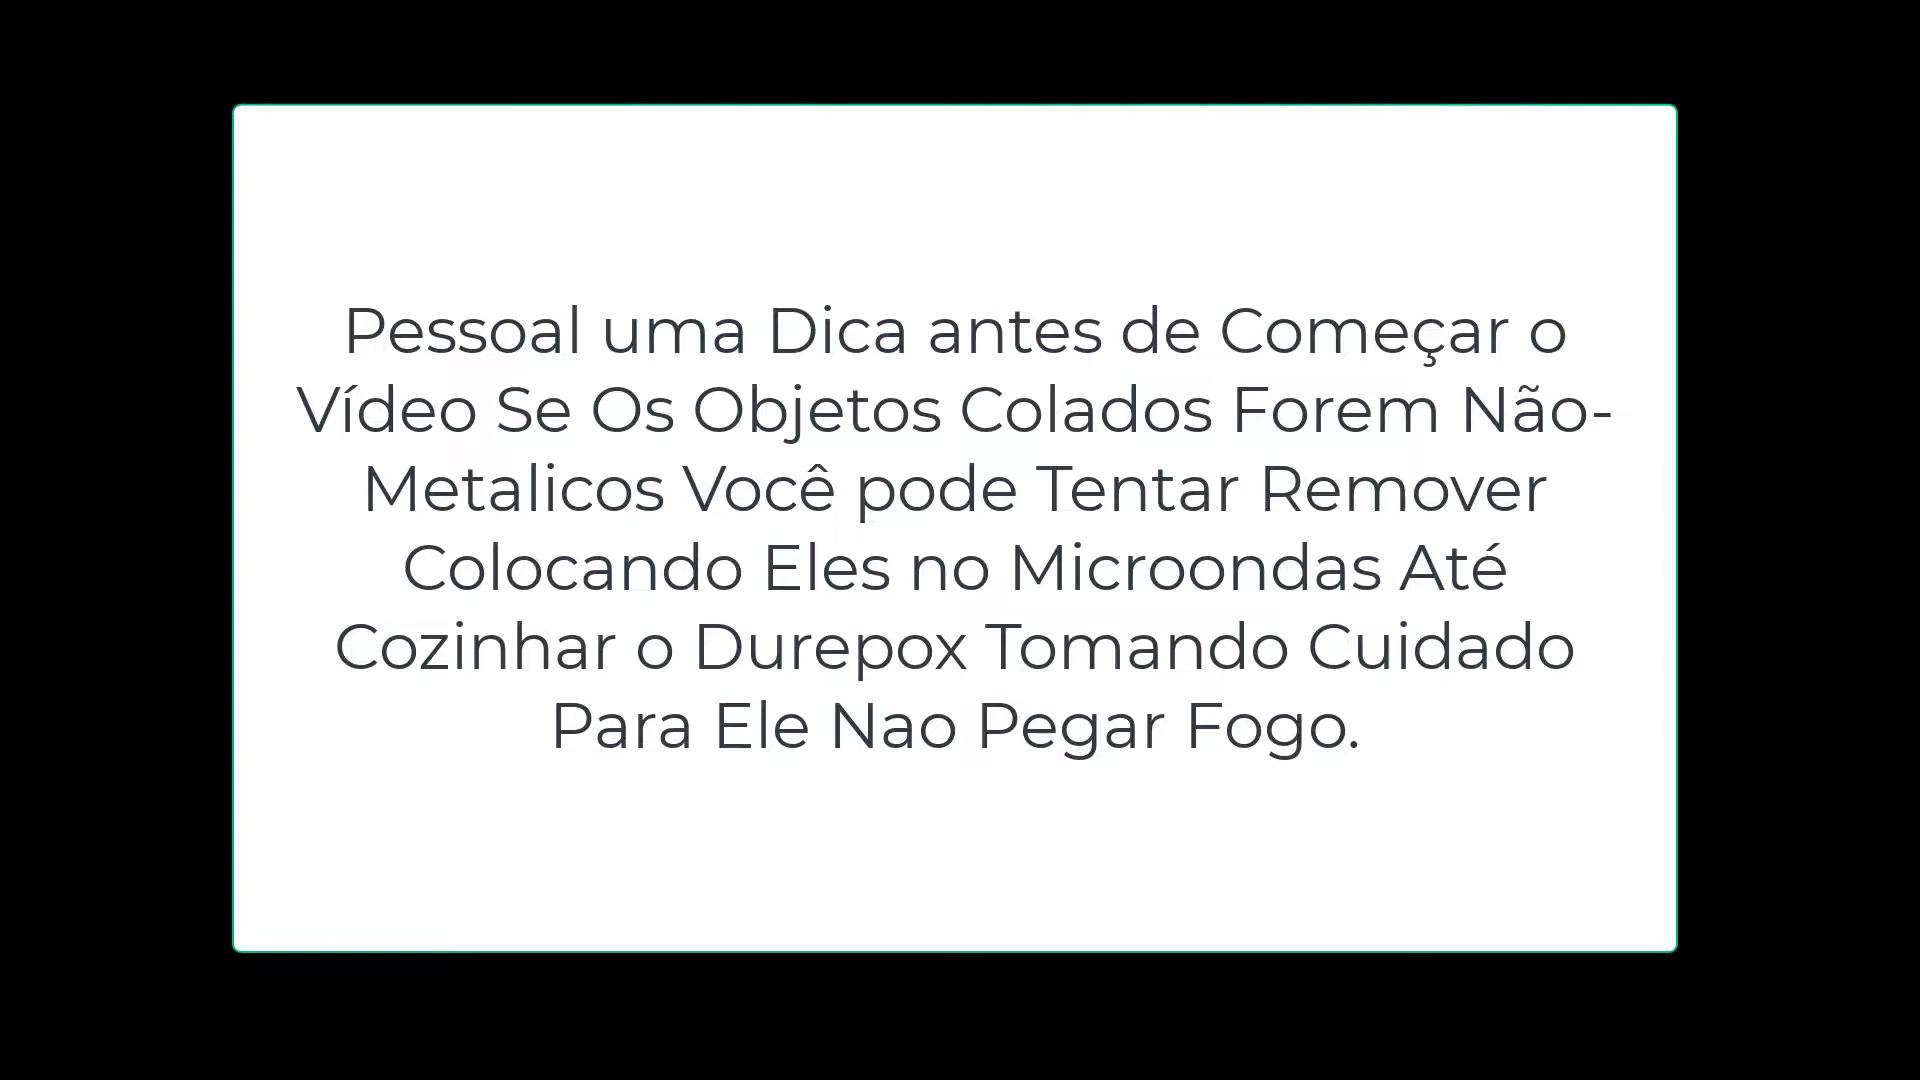 Pessoal uma Dica antes de Começar o
Vídeo Se Os Objetos Colados Forem Não-
Metalicos Você pode Tentar Remover
Colocando Eles no Microondas Até
Cozinhar o Durepox Tomando Cuidado
Para Ele Nao Pegar Fogo.